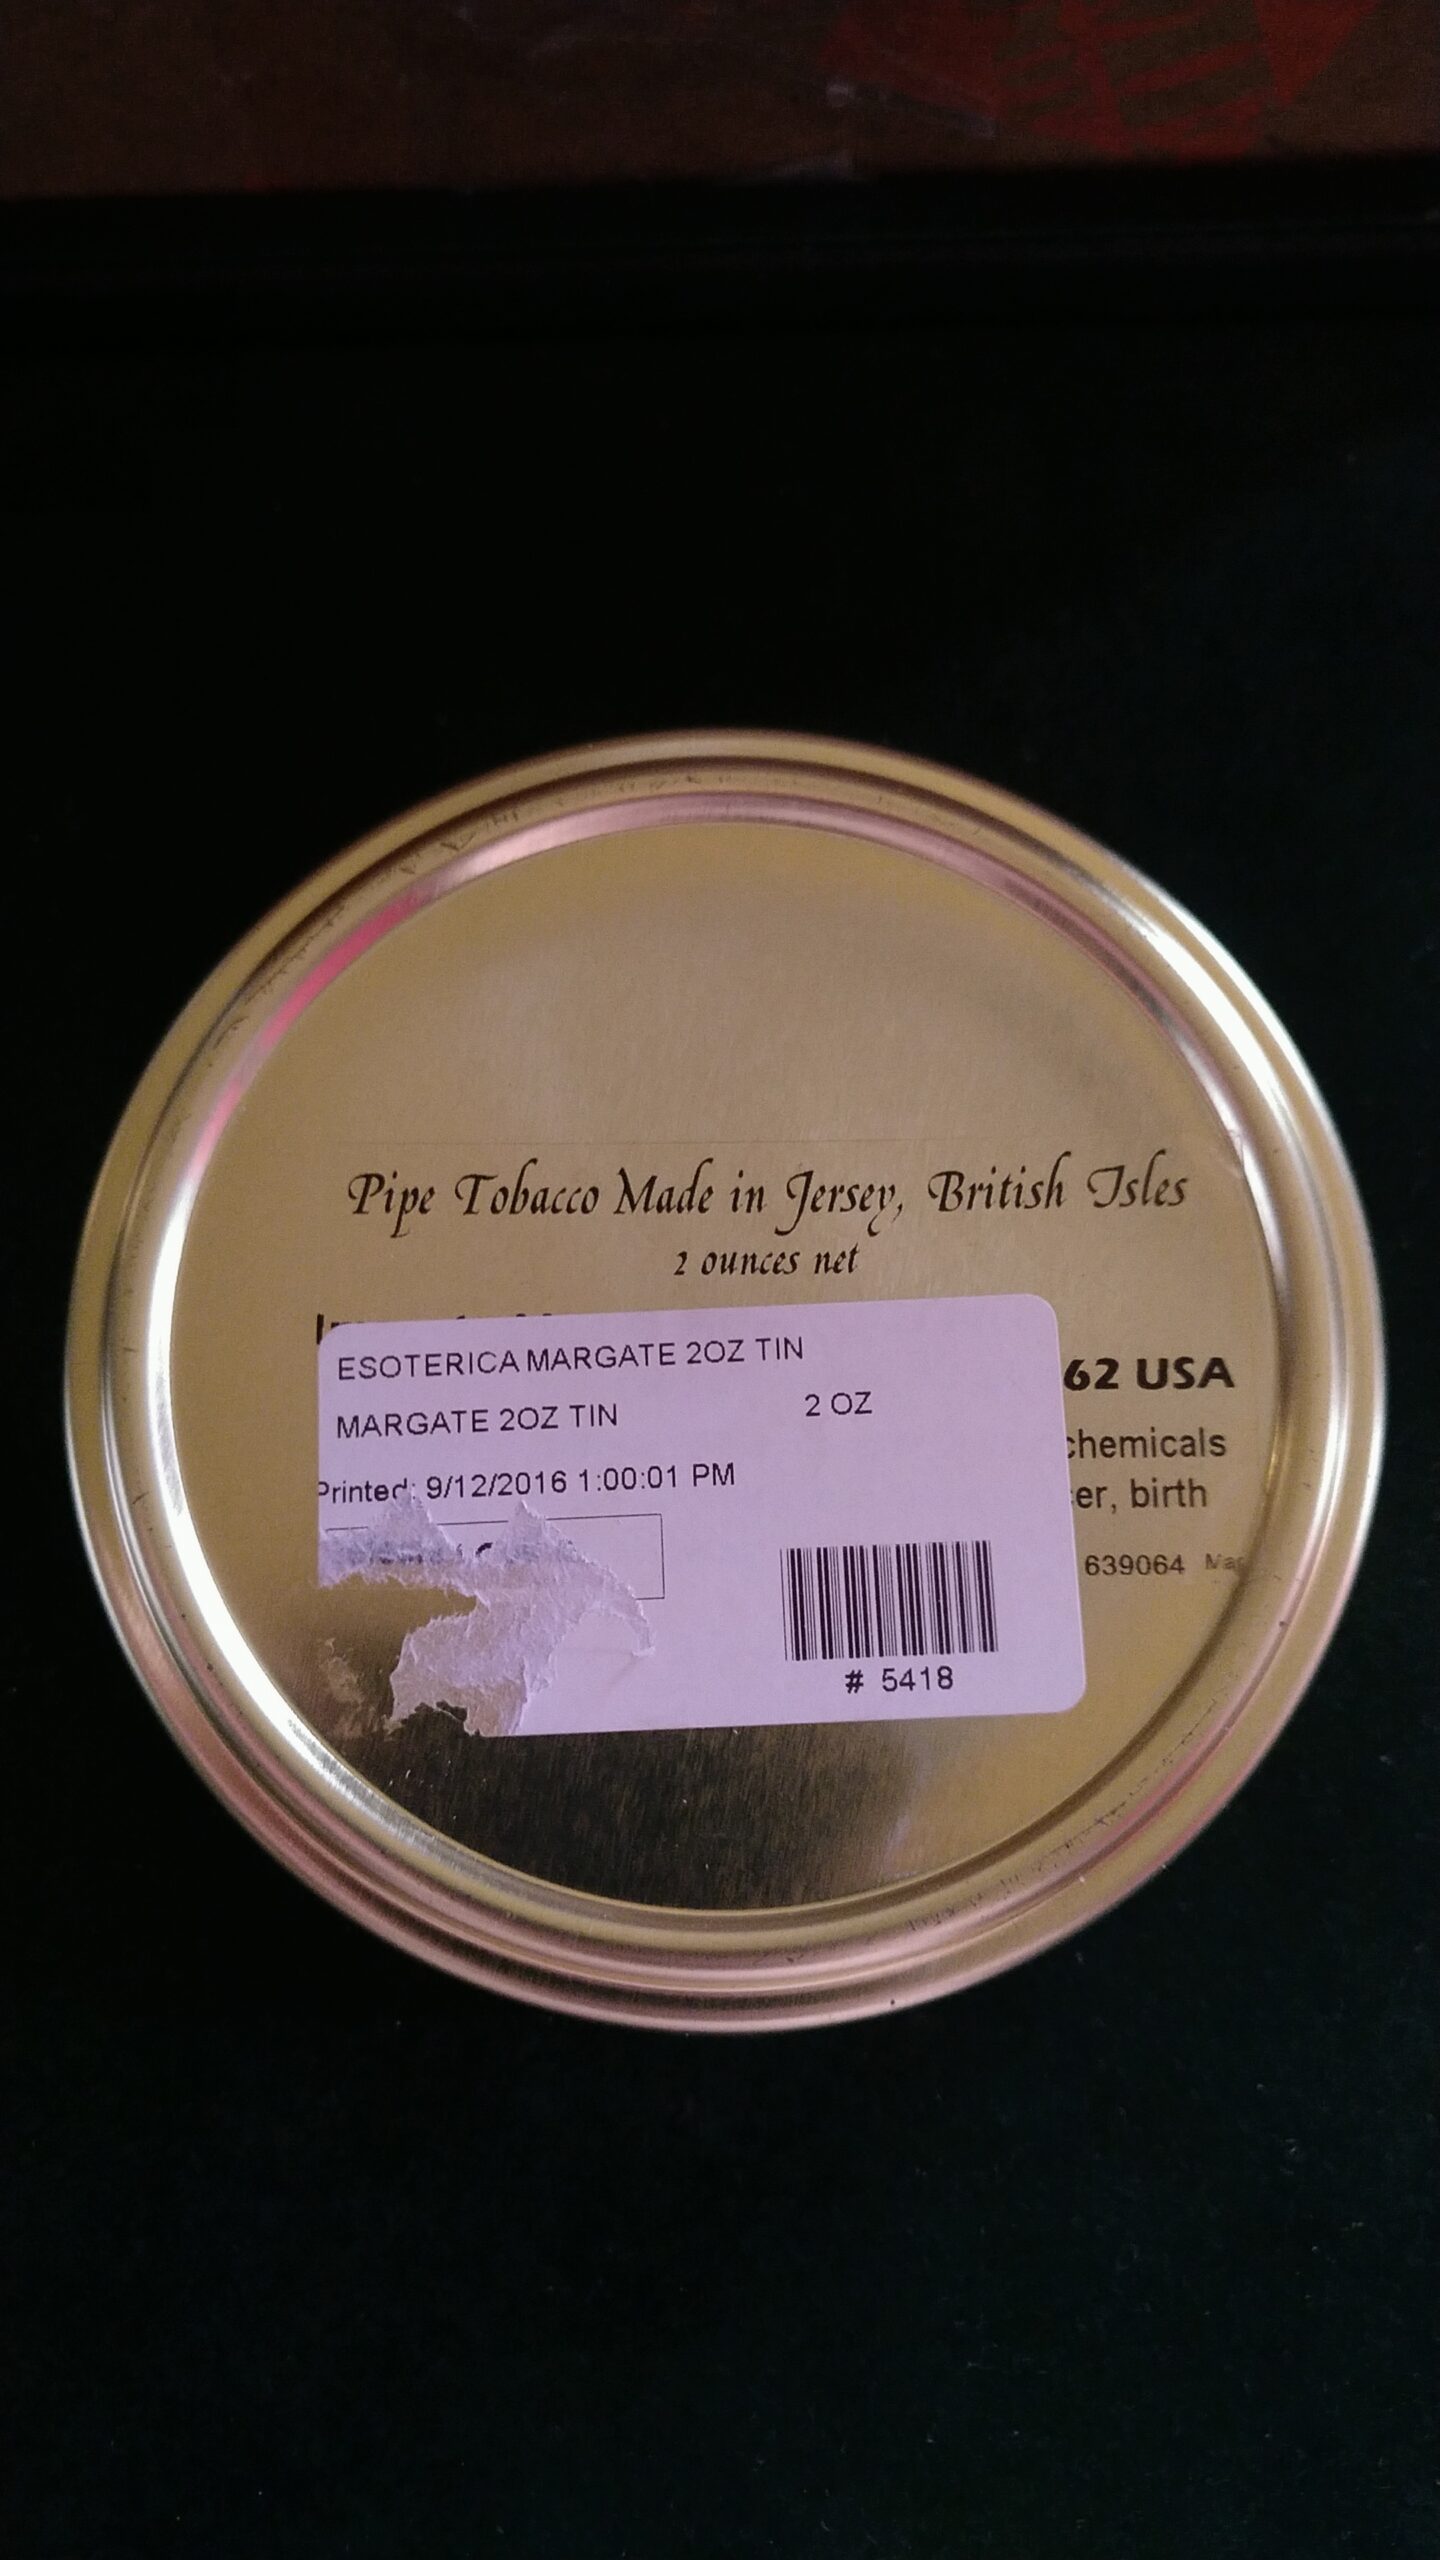 Pipe Tobacco Made in Jersey, British Isles
2 ounces net
ESOTERICA MARGATE 2OZ TIN
MARGATE 2OZ TIN 2 OZ
Printed: 9/12/2016 1:00:01 PM
# 5418
62 USA
chemicals
er, birth
639064